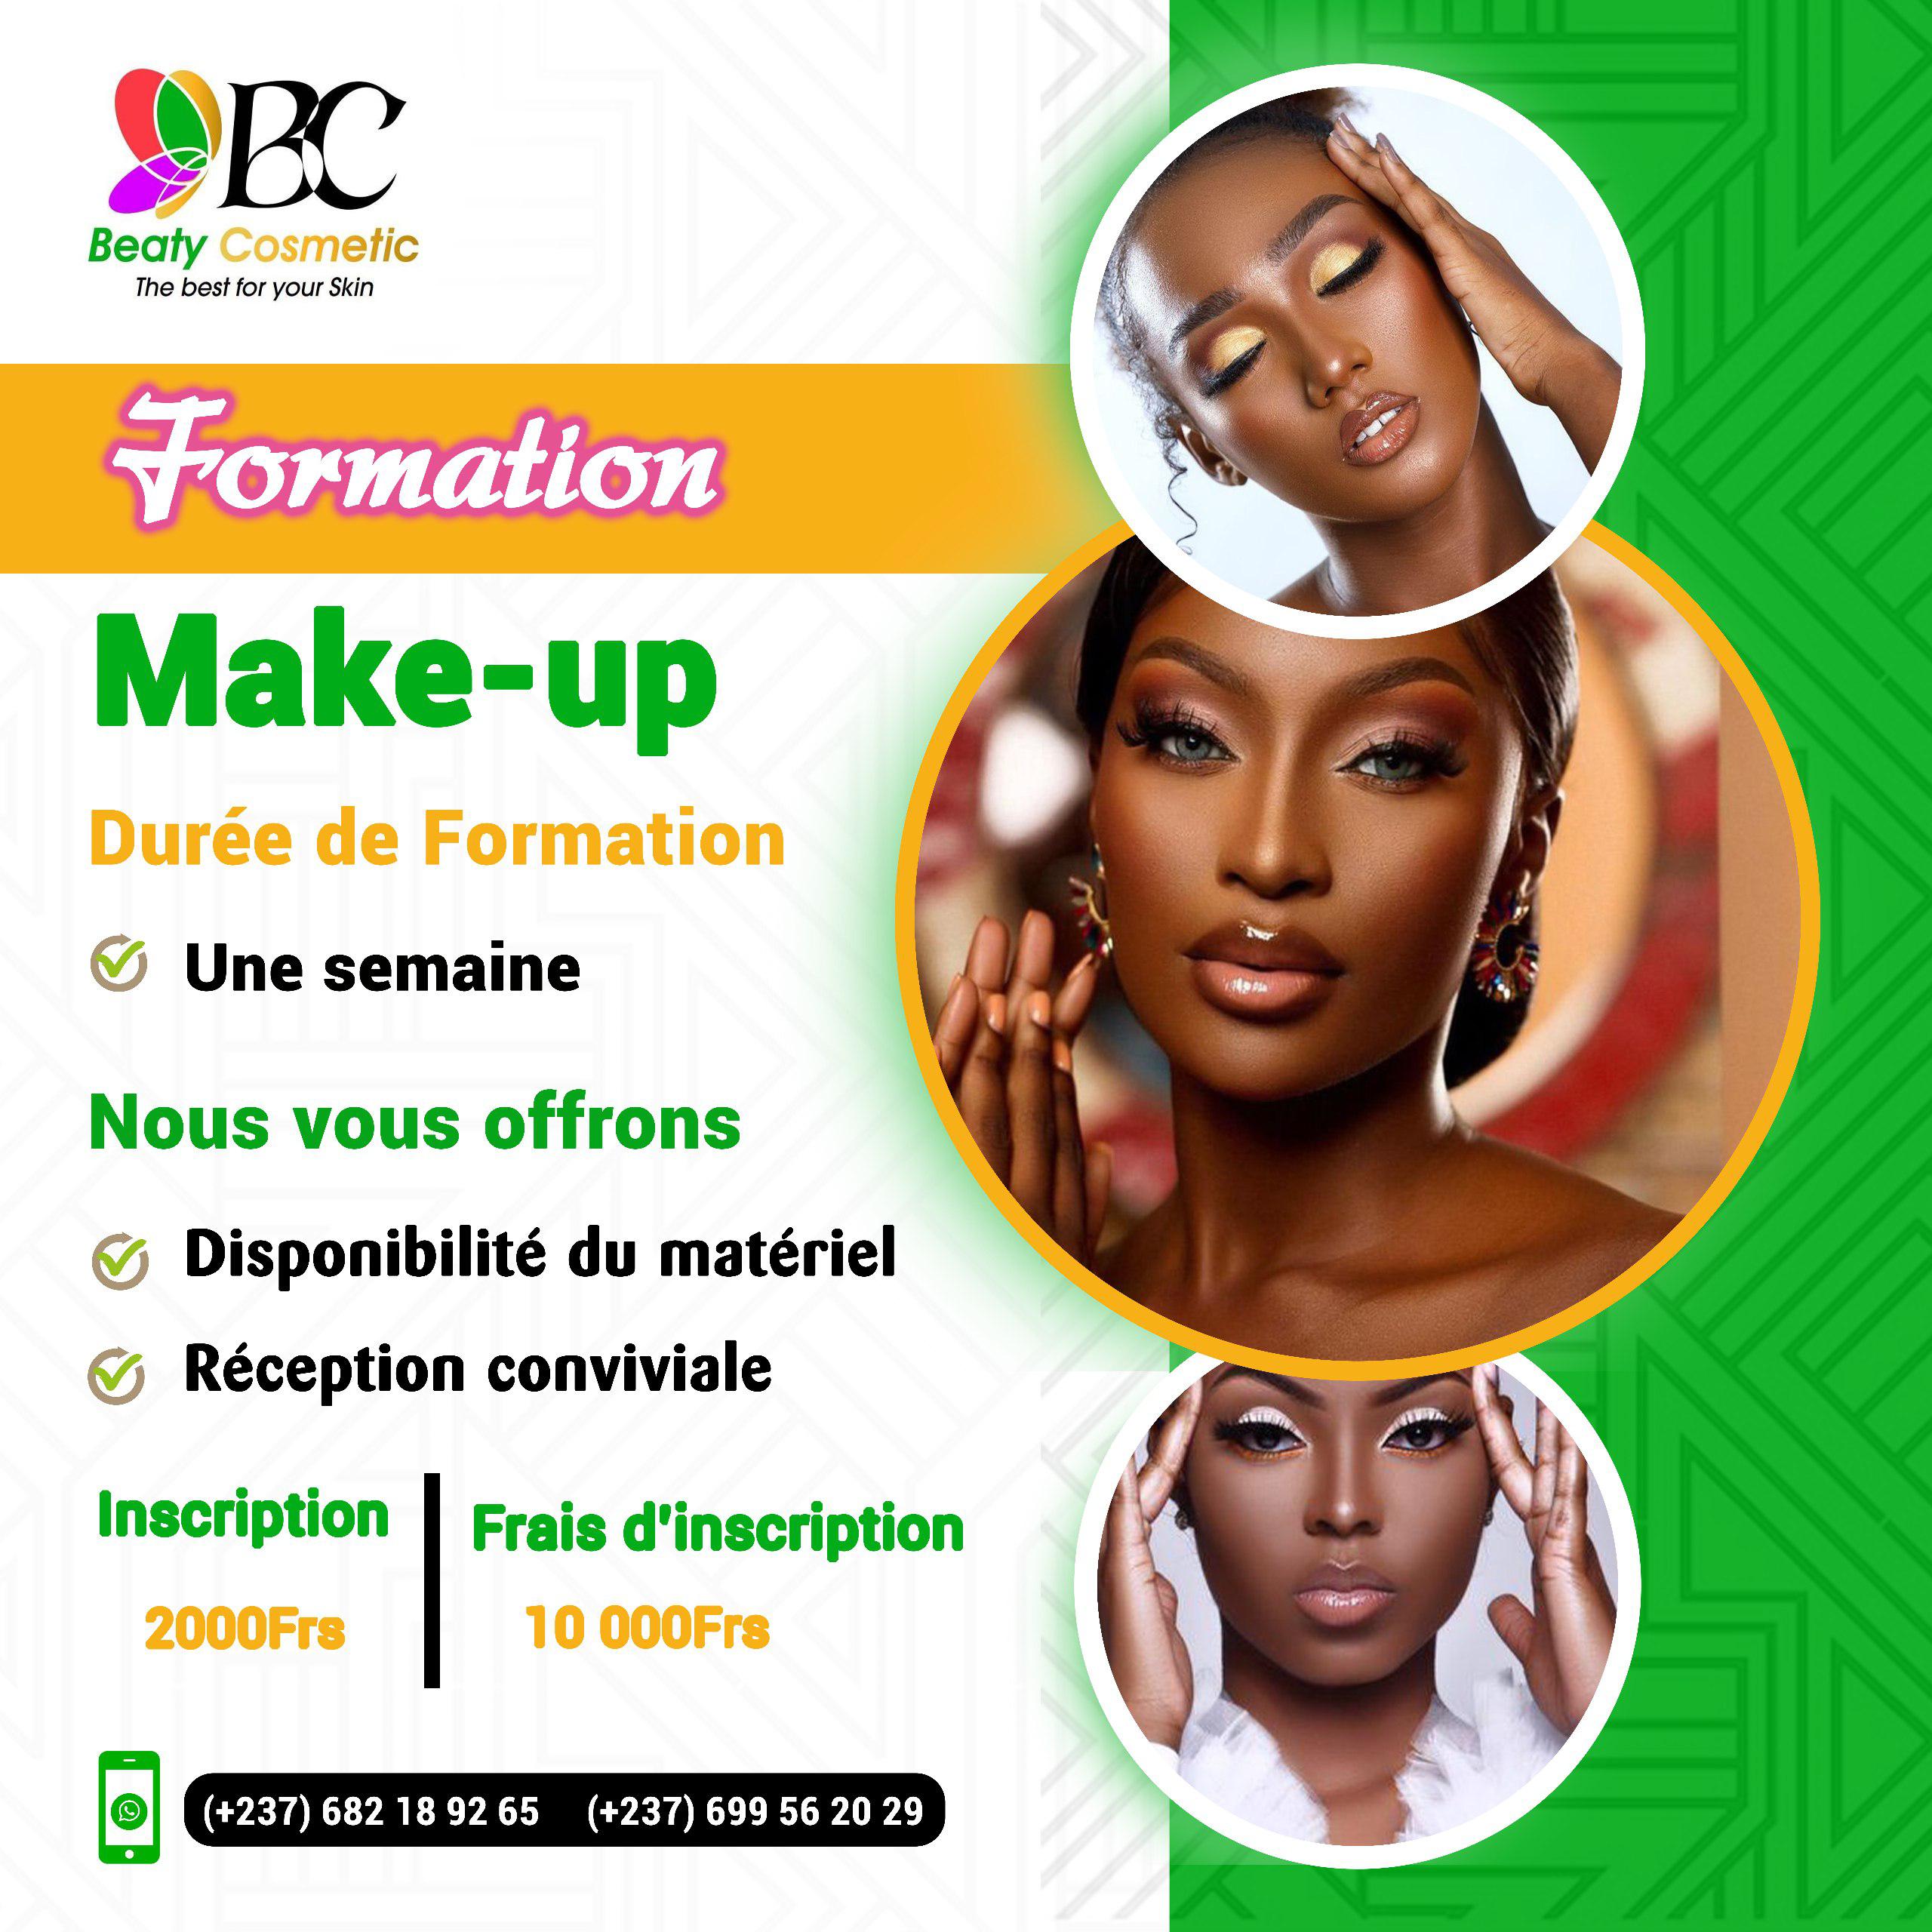 BC
Beaty Cosmetic
The best for your Skin
Formation
Make-up
Durée de Formation
Une semaine
Nous vous offrons
Disponibilité du matériel
Réception conviviale
Inscription
2000Frs
Frais d'inscription
10 000Frs
(+237) 682 18 92 65 (+237) 699 56 20 29